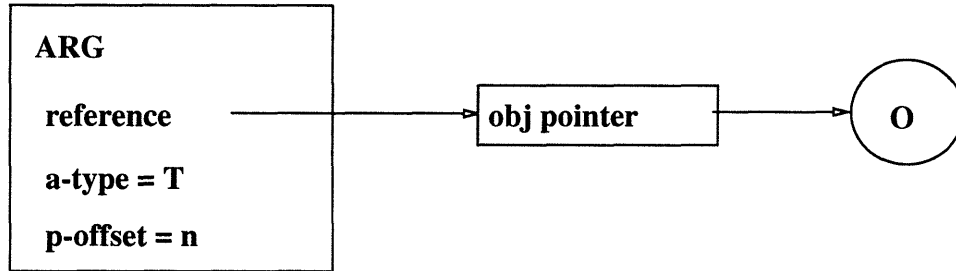 ARG
reference
obj pointer
O
a-type = T
p-offset = n